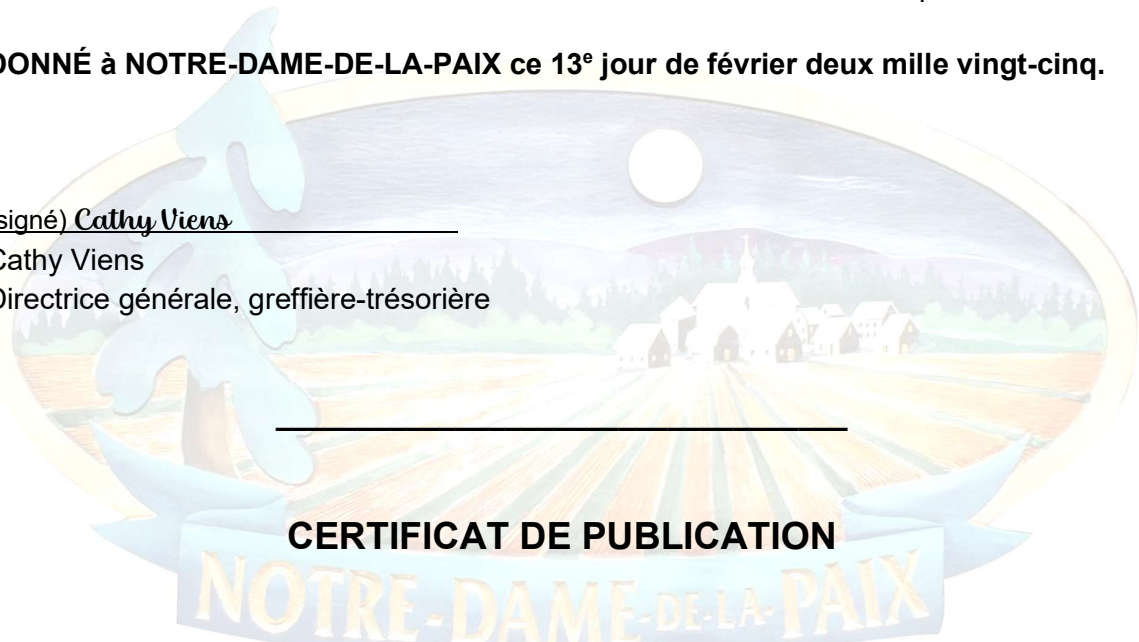 DONNÉ à NOTRE-DAME-DE-LA-PAIX ce 13e jour de février deux mille vingt-cinq.
signé) Cathy Viens
Cathy Viens
Directrice générale, greffière-trésorière
CERTIFICAT DE PUBLICATION
NOTRE-DAME-DE-LA-PAIX